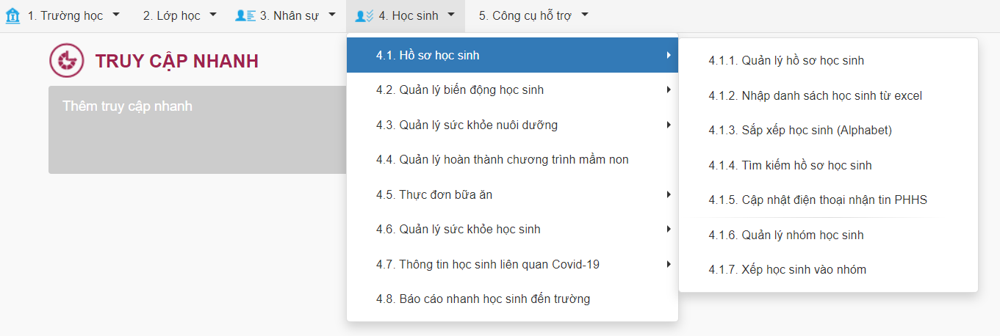 1. Trường học
2. Lớp học
3. Nhân sự
4. Học sinh
5. Công cụ hỗ trợ
TRUY CẬP NHANH
Thêm truy cập nhanh
4.1. Hồ sơ học sinh
4.2. Quản lý biến động học sinh
4.3. Quản lý sức khỏe nuôi dưỡng
4.4. Quản lý hoàn thành chương trình mầm non
4.5. Thực đơn bữa ăn
4.6. Quản lý sức khỏe học sinh
4.7. Thông tin học sinh liên quan Covid-19
4.8. Báo cáo nhanh học sinh đến trường
4.1.1. Quản lý hồ sơ học sinh
4.1.2. Nhập danh sách học sinh từ excel
4.1.3. Sắp xếp học sinh (Alphabet)
4.1.4. Tìm kiếm hồ sơ học sinh
4.1.5. Cập nhật điện thoại nhận tin PHHS
4.1.6. Quản lý nhóm học sinh
4.1.7. Xếp học sinh vào nhóm